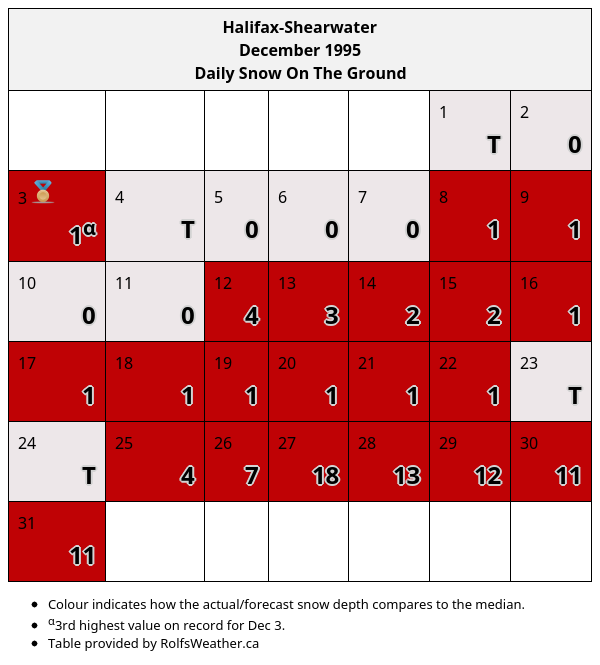 Halifax-Shearwater
December 1995
Daily Snow On The Ground
1 2
T 0
3 4 5 6 7 8 9
1α T 0 0 0 1 1
10 11 12 13 14 15 16
0 0 4 3 2 2 1
17 18 19 20 21 22 23
1 1 1 1 1 1 T
24 25 26 27 28 29 30
T 4 7 18 13 12 11
31
11
• Colour indicates how the actual/forecast snow depth compares to the median.
• α3rd highest value on record for Dec 3.
• Table provided by RolfsWeather.ca